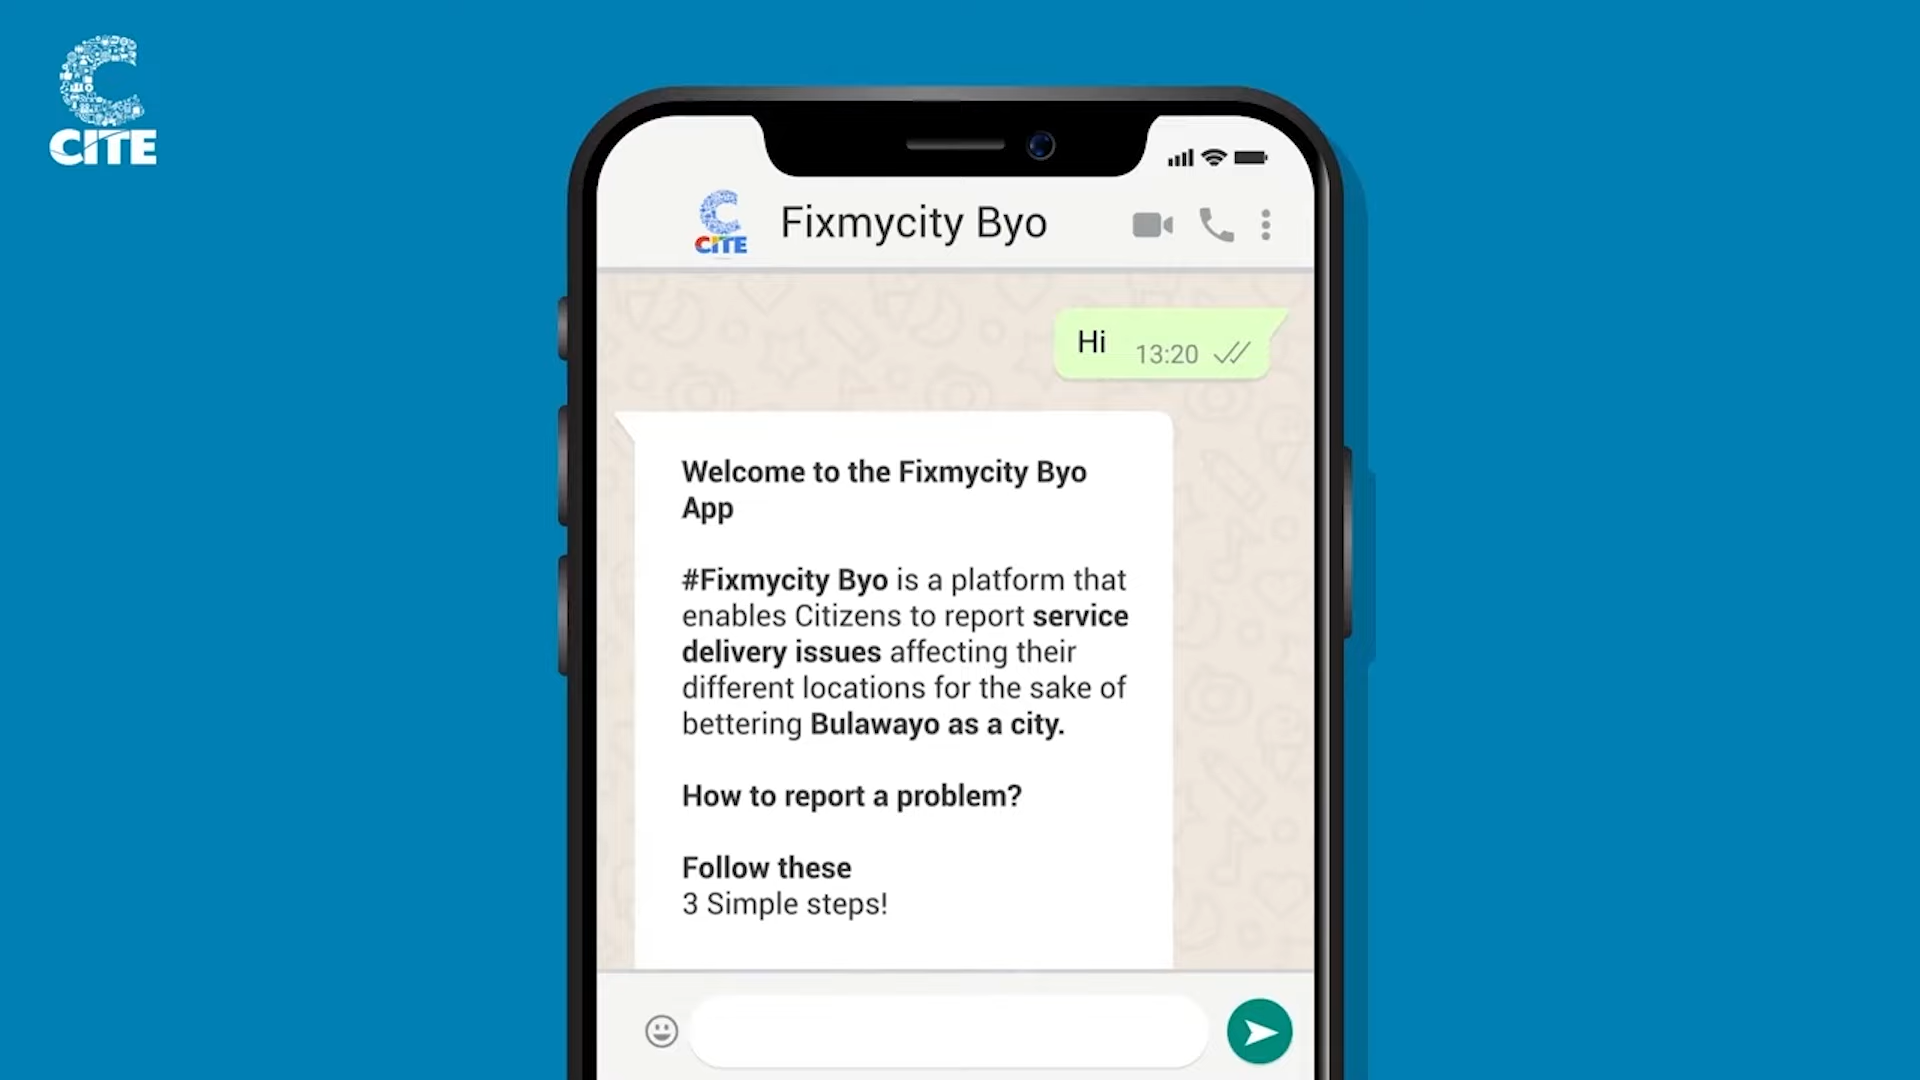 CITE
CITE
Fixmycity Byo
Hi
13:20
Welcome to the Fixmycity Byo
App
#Fixmycity Byo is a platform that
enables Citizens to report service
delivery issues affecting their
different locations for the sake of
bettering Bulawayo as a city.
How to report a problem?
Follow these
3 Simple steps!